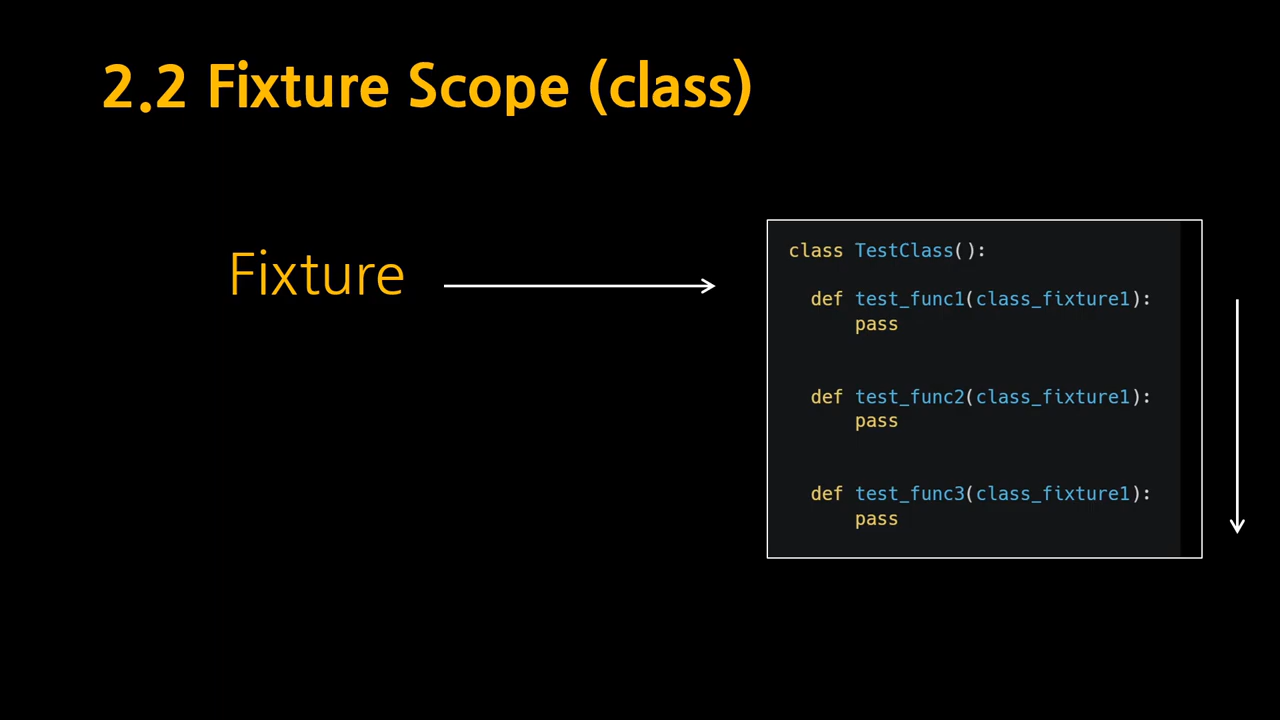 2.2 Fixture Scope (class)
Fixture
class TestClass():
def test_func1(class_fixture1):
pass
def test_func2(class_fixture1):
pass
def test_func3(class_fixture1):
pass